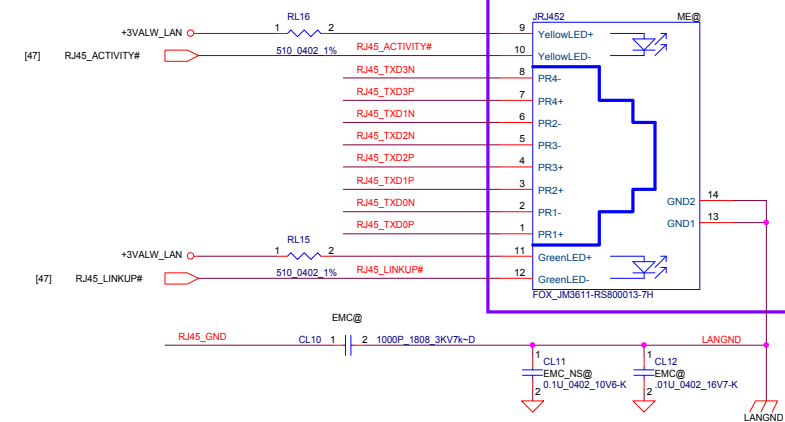 RL16
JRJ452 ME@
+3VALW_LAN 1 2 9 YellowLED+
[47] RJ45_ACTIVITY# 510_0402_1% RJ45_ACTIVITY# 10 YellowLED-
RJ45_TXD3N 8 PR4-
RJ45_TXD3P 7 PR4+
RJ45_TXD1N 6 PR2-
RJ45_TXD2N 5 PR3-
RJ45_TXD2P 4 PR3+
RJ45_TXD1P 3 PR2+
GND2 14
RJ45_TXD0N 2 PR1-
GND1 13
RJ45_TXD0P 1 PR1+
RL15
+3VALW_LAN 1 2 11 GreenLED+
[47] RJ45_LINKUP# 510_0402_1% RJ45_LINKUP# 12 GreenLED-
FOX_JM3611-RS800013-7H
EMC@
RJ45_GND CL10 1 2 1000P_1808_3KV7k~D LANGND
1 CL11 1 CL12
EMC_NS@ EMC@
0.1U_0402_10V6-K .01U_0402_16V7-K
2 2
LANGND